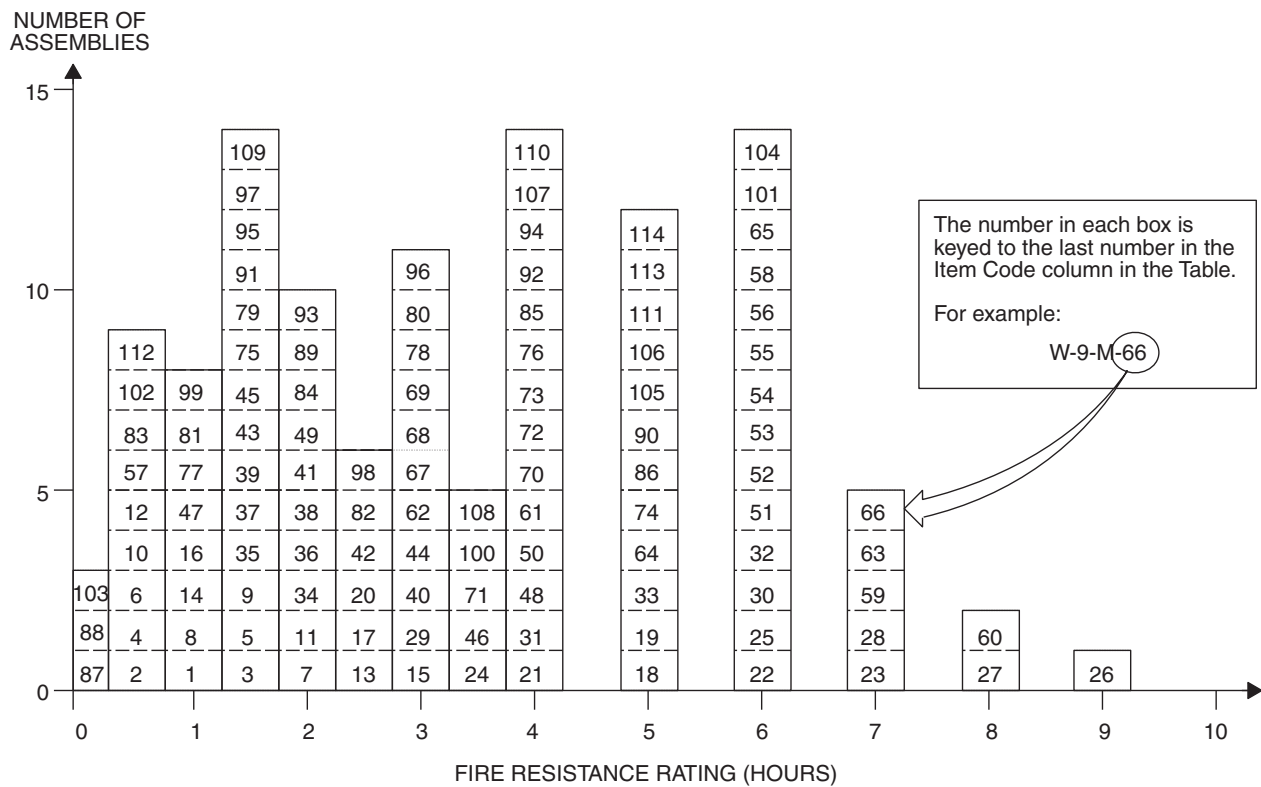 NUMBER OF
ASSEMBLIES
15
109 110 104
97 107 101
95 94 114 65
91 96 92 113 58
10
79 93 80 85 111 56
112 75 89 78 76 106 55
102 99 45 84 69 73 105 54
83 81 43 49 68 72 90 53
57 77 39 41 98 67 70 86 52
5
12 47 37 38 82 62 108 61 74 51 66
10 16 35 36 42 44 100 50 64 32 63
103 6 14 9 34 20 40 71 48 33 30 59
88 4 8 5 11 17 29 46 31 19 25 28 60
87 2 1 3 7 13 15 24 21 18 22 23 27 26
0
0 1 2 3 4 5 6 7 8 9 10
FIRE RESISTANCE RATING (HOURS)
The number in each box is
keyed to the last number in the
Item Code column in the Table.
For example:
W-9-M-66